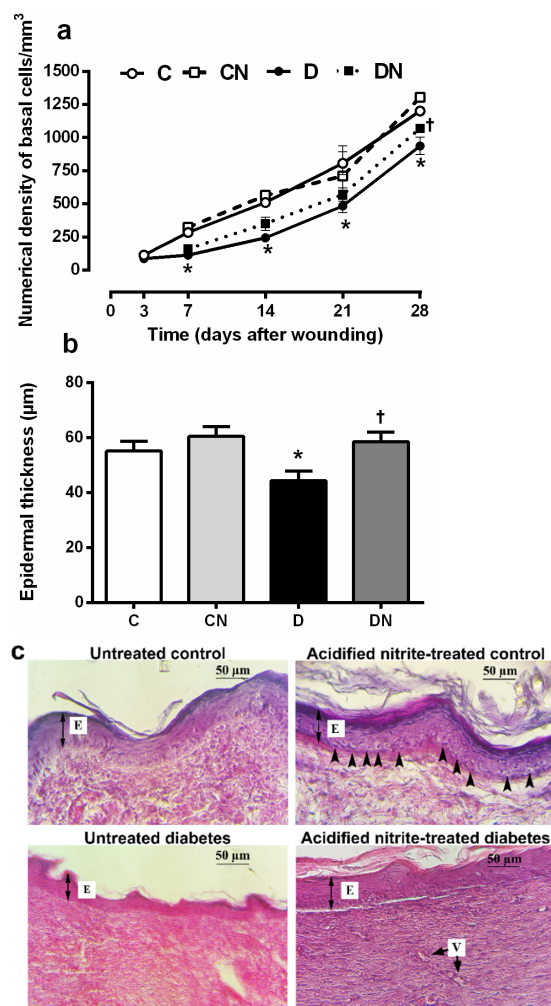 a
C CN D DN
Numerical density of basal cells/mm³
1500
1250
1000
750
500
250
0
†
*
*
*
*
0 3 7 14 21 28
Time (days after wounding)
b
Epidermal thickness (µm)
80
60
40
20
0
*
†
C CN D DN
c
Untreated control
50 µm
E
Acidified nitrite-treated control
50 µm
E
Untreated diabetes
50 µm
E
Acidified nitrite-treated diabetes
50 µm
E
V